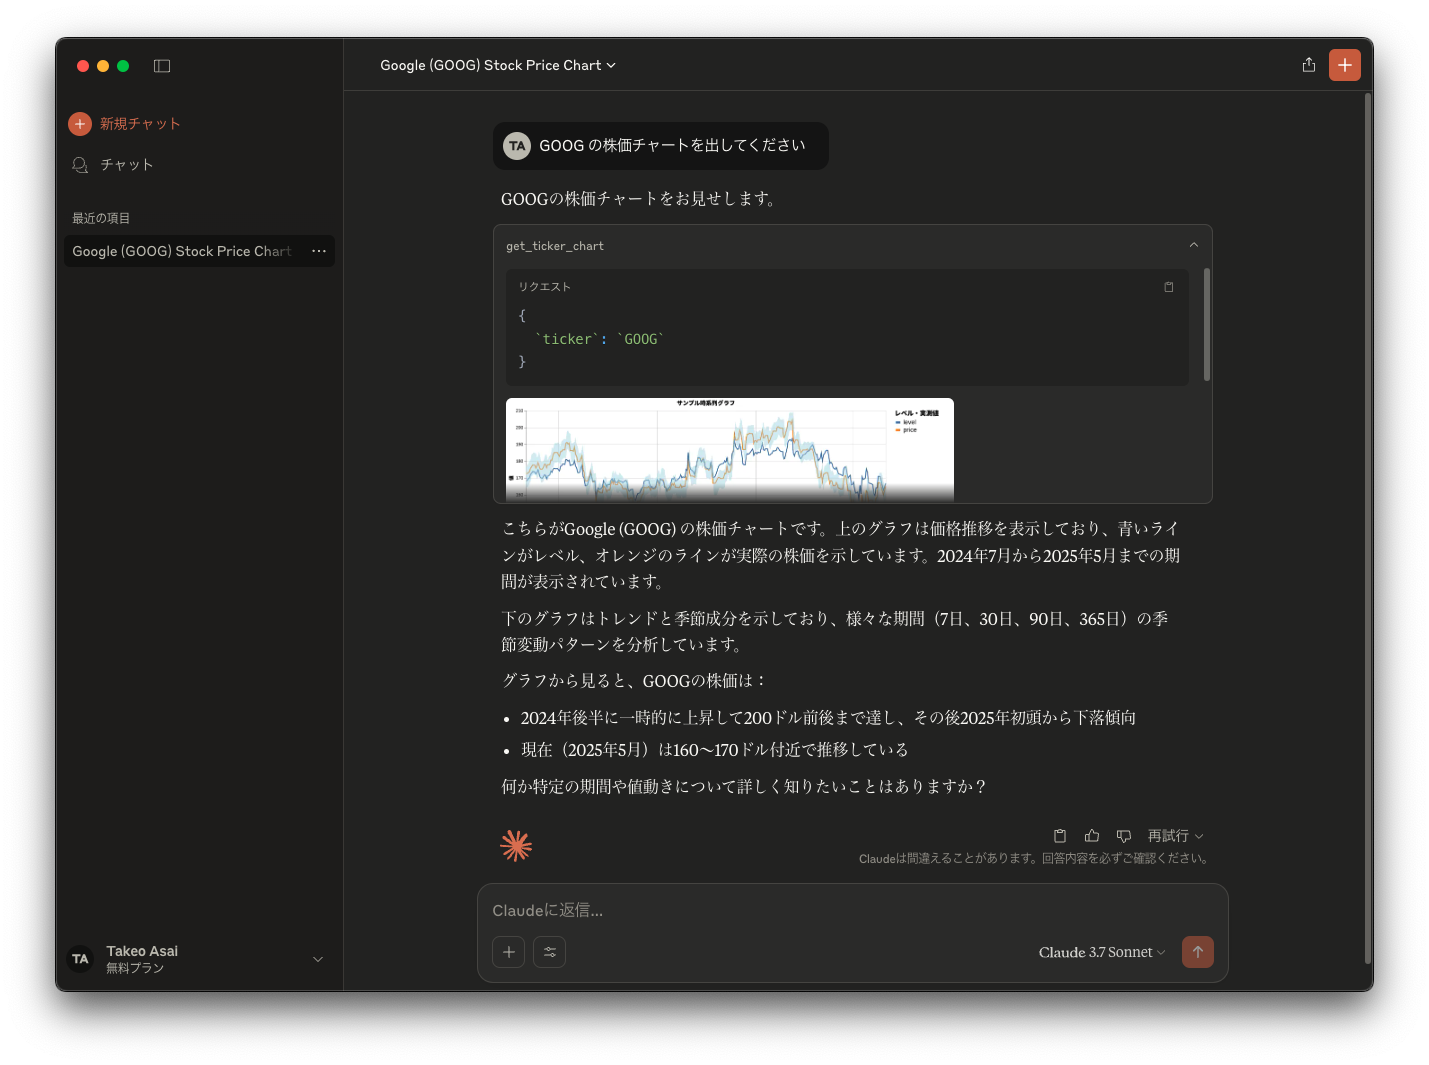 Google (GOOG) Stock Price Chart
新規チャット
チャット
最近の項目
Google (GOOG) Stock Price Chart
TA
GOOG の株価チャートを出してください
GOOGの株価チャートをお見せします。
get_ticker_chart
リクエスト
{
`ticker`: `GOOG`
}
サンプル時系列グラフ
レベル・実測値
level
price
210
200
190
180
170
160
こちらがGoogle (GOOG) の株価チャートです。上のグラフは価格推移を表示しており、青いライ
ンがレベル、オレンジのラインが実際の株価を示しています。2024年7月から2025年5月までの期
間が表示されています。
下のグラフはトレンドと季節成分を示しており、様々な期間（7日、30日、90日、365日）の季
節変動パターンを分析しています。
グラフから見ると、GOOGの株価は：
• 2024年後半に一時的に上昇して200ドル前後まで達し、その後2025年初頭から下落傾向
• 現在（2025年5月）は160〜170ドル付近で推移している
何か特定の期間や値動きについて詳しく知りたいことはありますか？
再試行
Claudeは間違えることがあります。回答内容を必ずご確認ください。
Claudeに返信...
Claude 3.7 Sonnet
TA
Takeo Asai
無料プラン